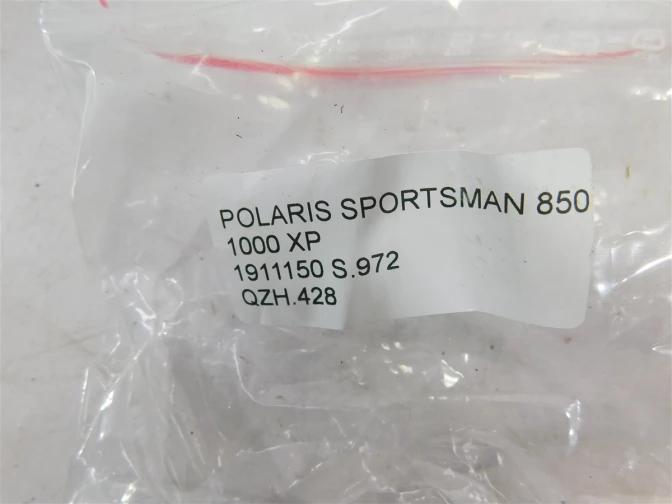 POLARIS SPORTSMAN 850
1000 XP
1911150 S.972
QZH.428